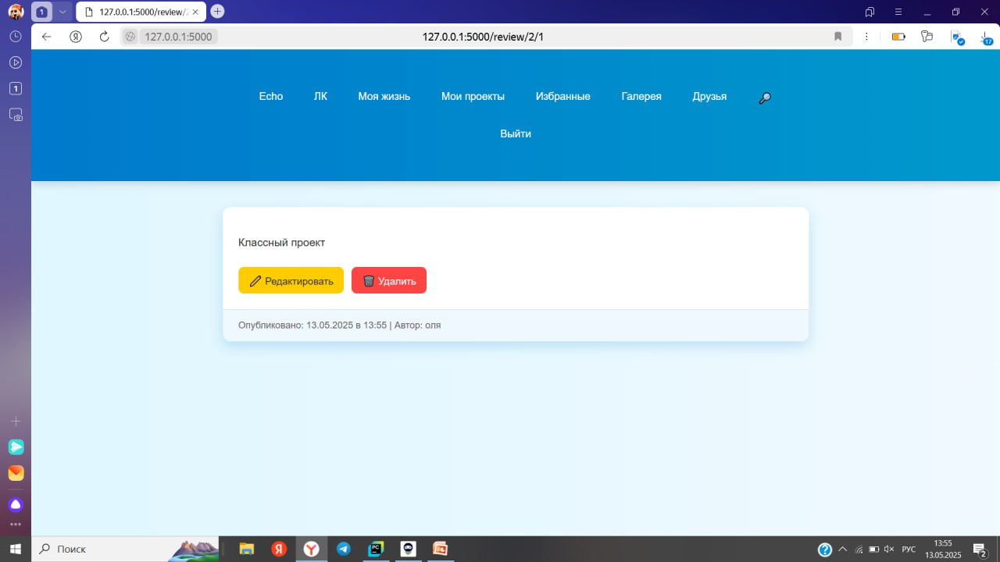 1
127.0.0.1:5000/review/2
127.0.0.1:5000
127.0.0.1:5000/review/2/1
17
1
Echo ЛК Моя жизнь Мои проекты Избранные Галерея Друзья
Выйти
Классный проект
Редактировать Удалить
Опубликовано: 13.05.2025 в 13:55 | Автор: оля
Поиск
PC
РУС
13:55
13.05.2025
2